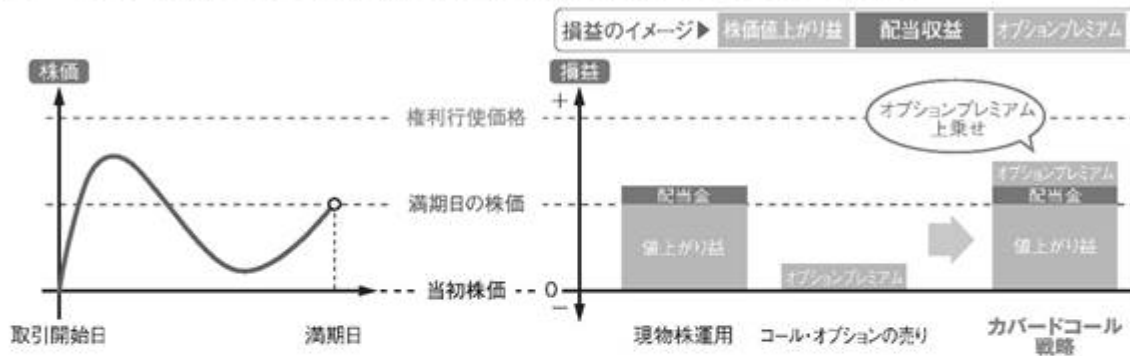 損益のイメージ▶ 株価値上がり益 配当収益 オプションプレミアム
株価
損益
+
権利行使価格
オプションプレミアム
上乗せ
オプションプレミアム
配当金
配当金
満期日の株価
値上がり益
値上がり益
オプションプレミアム
当初株価
0
−
取引開始日
満期日
現物株運用
コール・オプションの売り
カバードコール
戦略